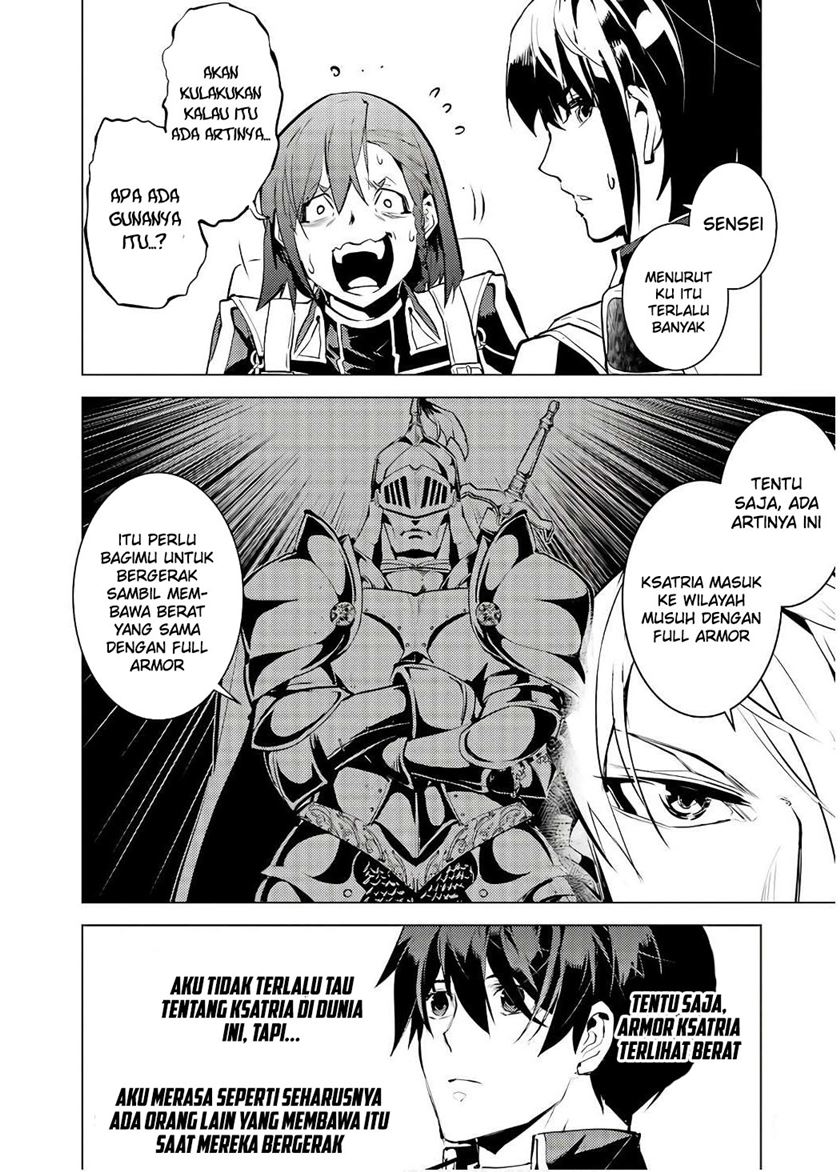 SENSEI
MENURUT
KU ITU
TERLALU
BANYAK
AKAN
KULAKUKAN
KALAU ITU
ADA ARTINYA...
APA ADA
GUNANYA
ITU...?
TENTU
SAJA, ADA
ARTINYA INI
KSATRIA MASUK
KE WILAYAH
MUSUH DENGAN
FULL ARMOR
ITU PERLU
BAGIMU UNTUK
BERGERAK
SAMBIL MEM-
BAWA BERAT
YANG SAMA
DENGAN FULL
ARMOR
TENTU SAJA,
ARMOR KSATRIA
TERLIHAT BERAT
AKU TIDAK TERLALU TAU
TENTANG KSATRIA DI DUNIA
INI, TAPI...
AKU MERASA SEPERTI SEHARUSNYA
ADA ORANG LAIN YANG MEMBAWA ITU
SAAT MEREKA BERGERAK